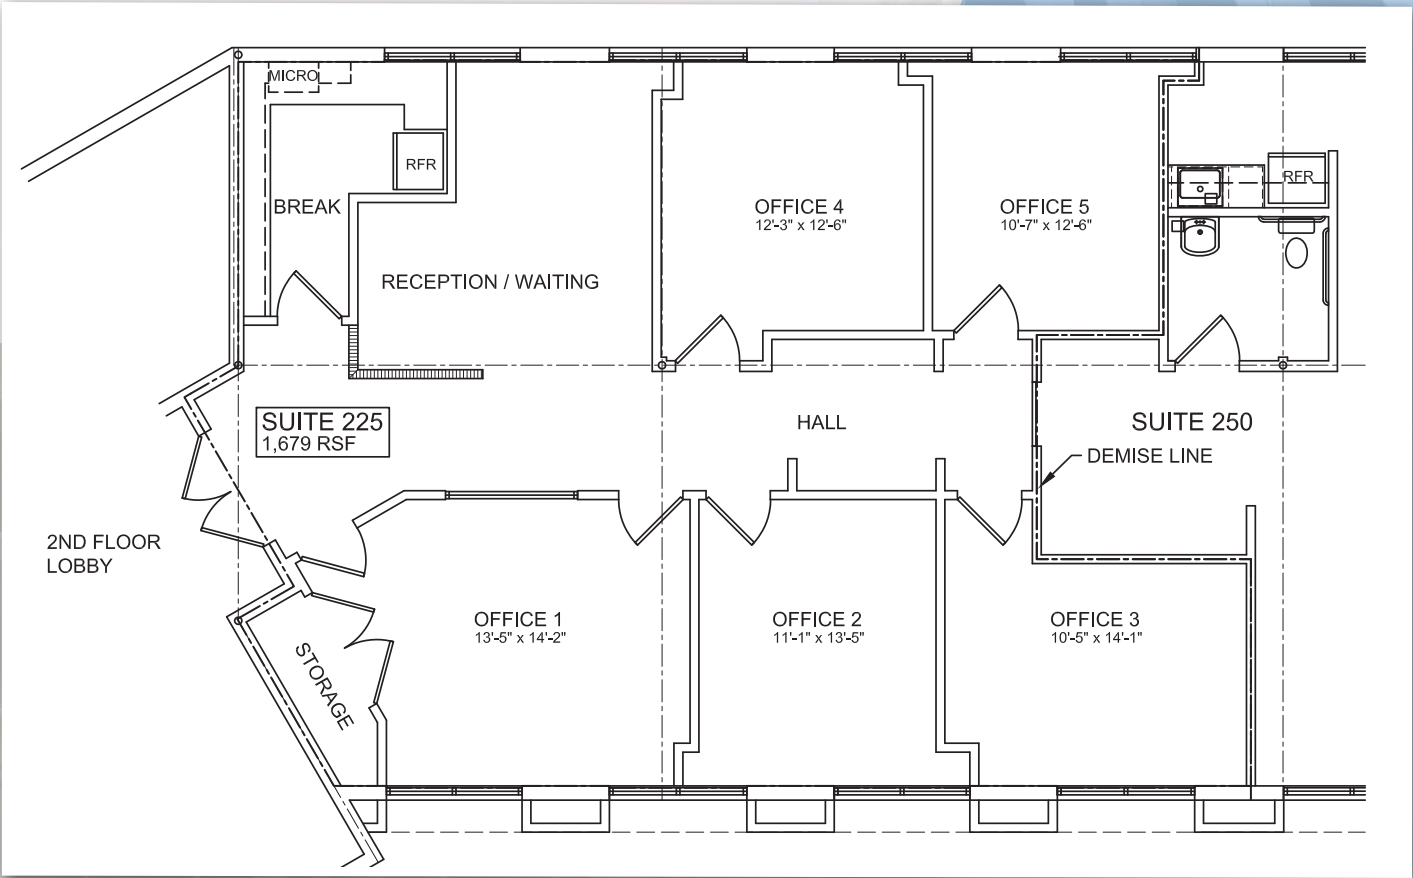 MICRO
RFR
BREAK
RECEPTION / WAITING
OFFICE 4
12'-3" x 12'-6"
OFFICE 5
10'-7" x 12'-6"
RFR
SUITE 225
1,679 RSF
HALL
SUITE 250
DEMISE LINE
2ND FLOOR
LOBBY
OFFICE 1
13'-5" x 14'-2"
OFFICE 2
11'-1" x 13'-5"
OFFICE 3
10'-5" x 14'-1"
STORAGE